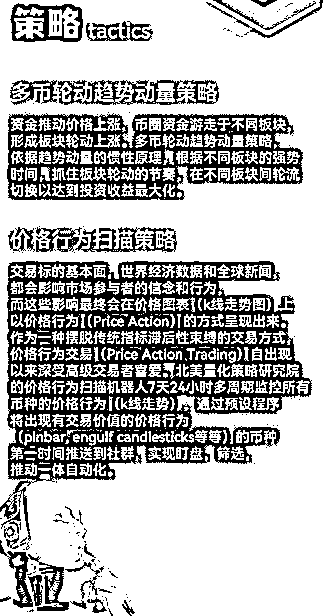 策略 tactics
多币轮动趋势动量策略
资金推动价格上涨，币圈资金游走于不同板块，
形成板块轮动上涨。多币轮动趋势动量策略，
依据趋势动量的惯性原理，根据不同板块的强势
时间，抓住板块轮动的节奏，在不同板块间轮流
切换以达到投资收益最大化。
价格行为扫描策略
交易标的基本面，世界经济数据和全球新闻，
都会影响市场参与者的信念和行为，
而这些影响最终会在价格图表（k线走势图）上
以价格行为（Price Action）的方式呈现出来。
作为一种摆脱传统指标滞后性束缚的交易方式，
价格行为交易（Price Action Trading）自出现
以来深受高级交易者喜爱。北美量化策略研究院
的价格行为扫描机器人7天24小时多周期监控所有
币种的价格行为（k线走势），通过预设程序
将出现有交易价值的价格行为
（pinbar, engulf candlesticks等等）的币种
第一时间推送到社群，实现盯盘，筛选，
推动一体自动化。